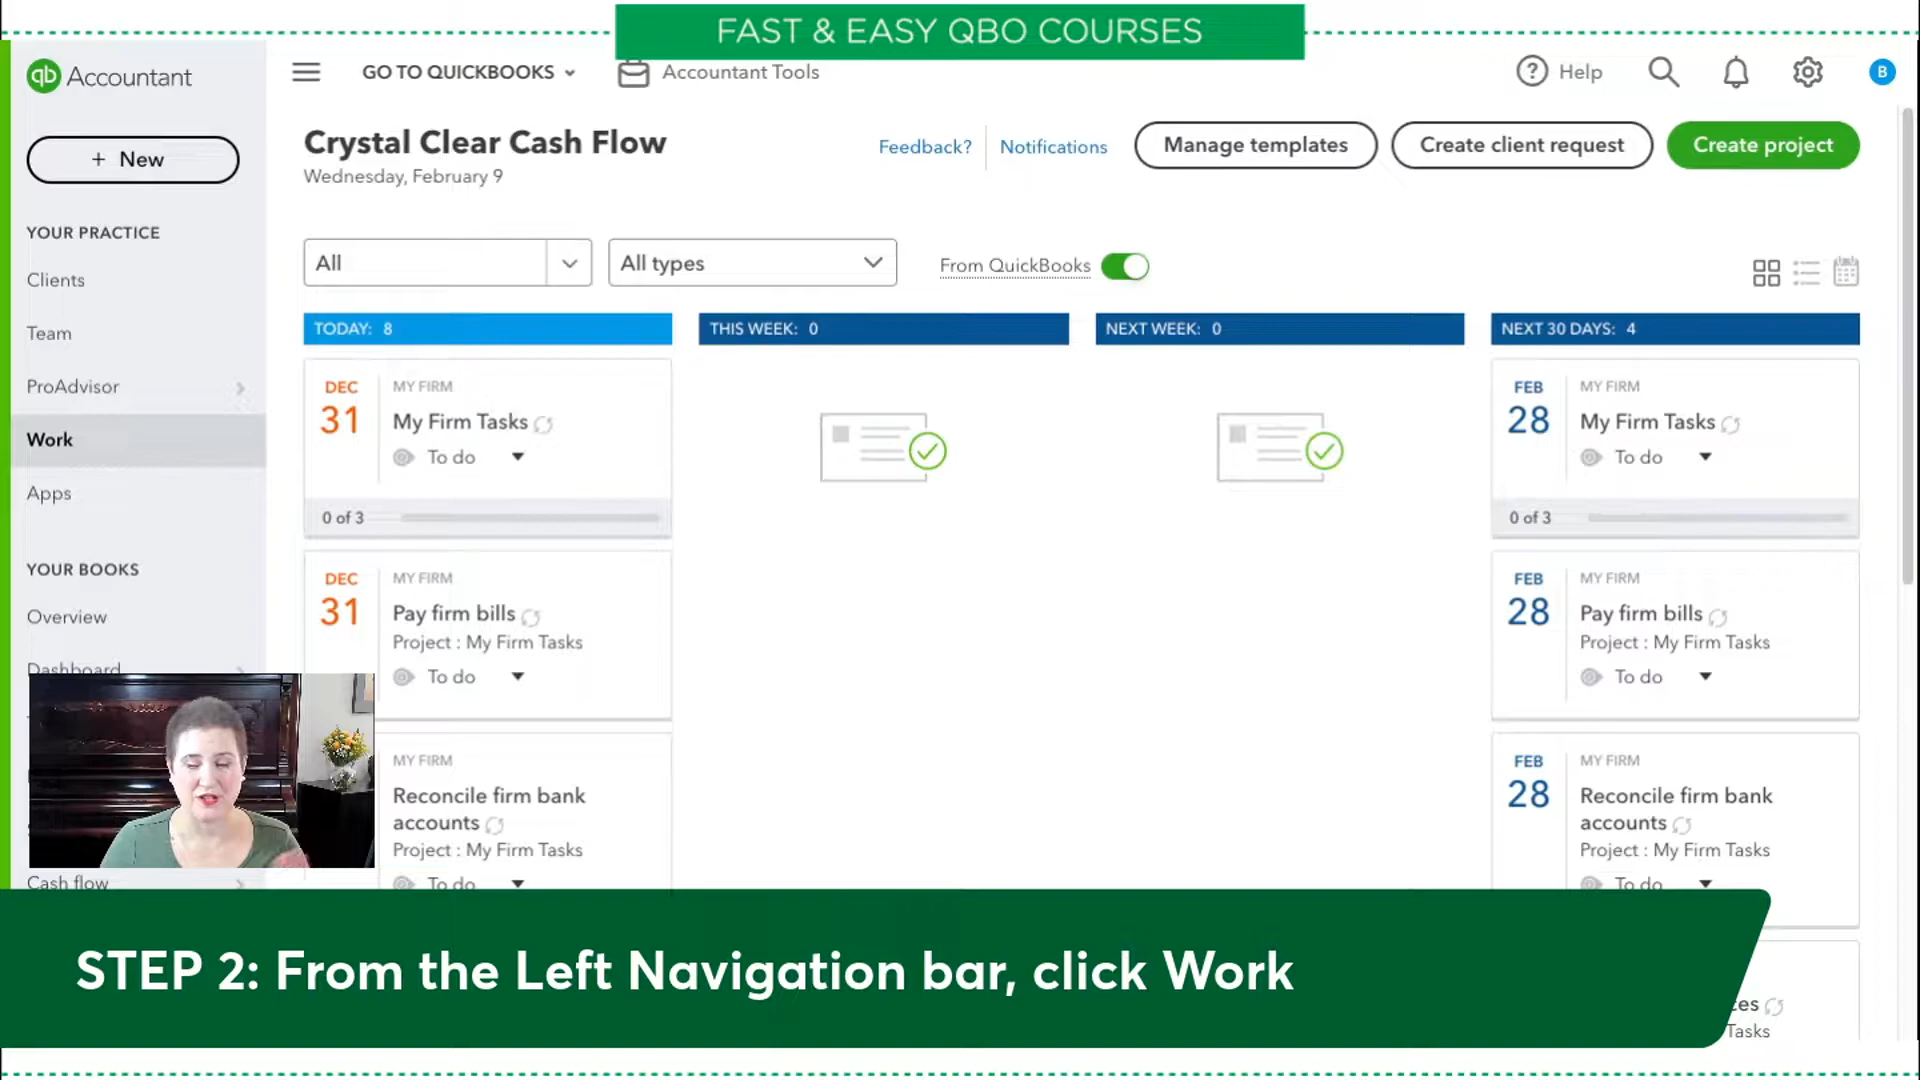 FAST & EASY QBO COURSES
qb Accountant
GO TO QUICKBOOKS
Accountant Tools
Help
B
+ New
Crystal Clear Cash Flow
Wednesday, February 9
Feedback?
Notifications
Manage templates
Create client request
Create project
YOUR PRACTICE
Clients
Team
ProAdvisor
Work
Apps
YOUR BOOKS
Overview
Dashboard
Cash flow
All
All types
From QuickBooks
TODAY: 8
DEC
31
MY FIRM
My Firm Tasks
To do
0 of 3
DEC
31
MY FIRM
Pay firm bills
Project : My Firm Tasks
To do
MY FIRM
Reconcile firm bank
accounts
Project : My Firm Tasks
To do
THIS WEEK: 0
NEXT WEEK: 0
NEXT 30 DAYS: 4
FEB
28
MY FIRM
My Firm Tasks
To do
0 of 3
FEB
28
MY FIRM
Pay firm bills
Project : My Firm Tasks
To do
FEB
28
MY FIRM
Reconcile firm bank
accounts
Project : My Firm Tasks
To do
Tasks
STEP 2: From the Left Navigation bar, click Work